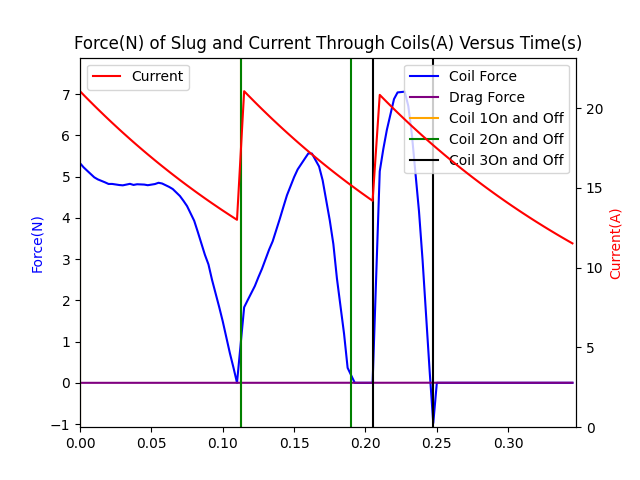 Force(N) of Slug and Current Through Coils(A) Versus Time(s)
Current
Coil Force
Drag Force
Coil 1On and Off
Coil 2On and Off
Coil 3On and Off
Force(N)
7
6
5
4
3
2
1
0
−1
Current(A)
20
15
10
5
0
0.00 0.05 0.10 0.15 0.20 0.25 0.30